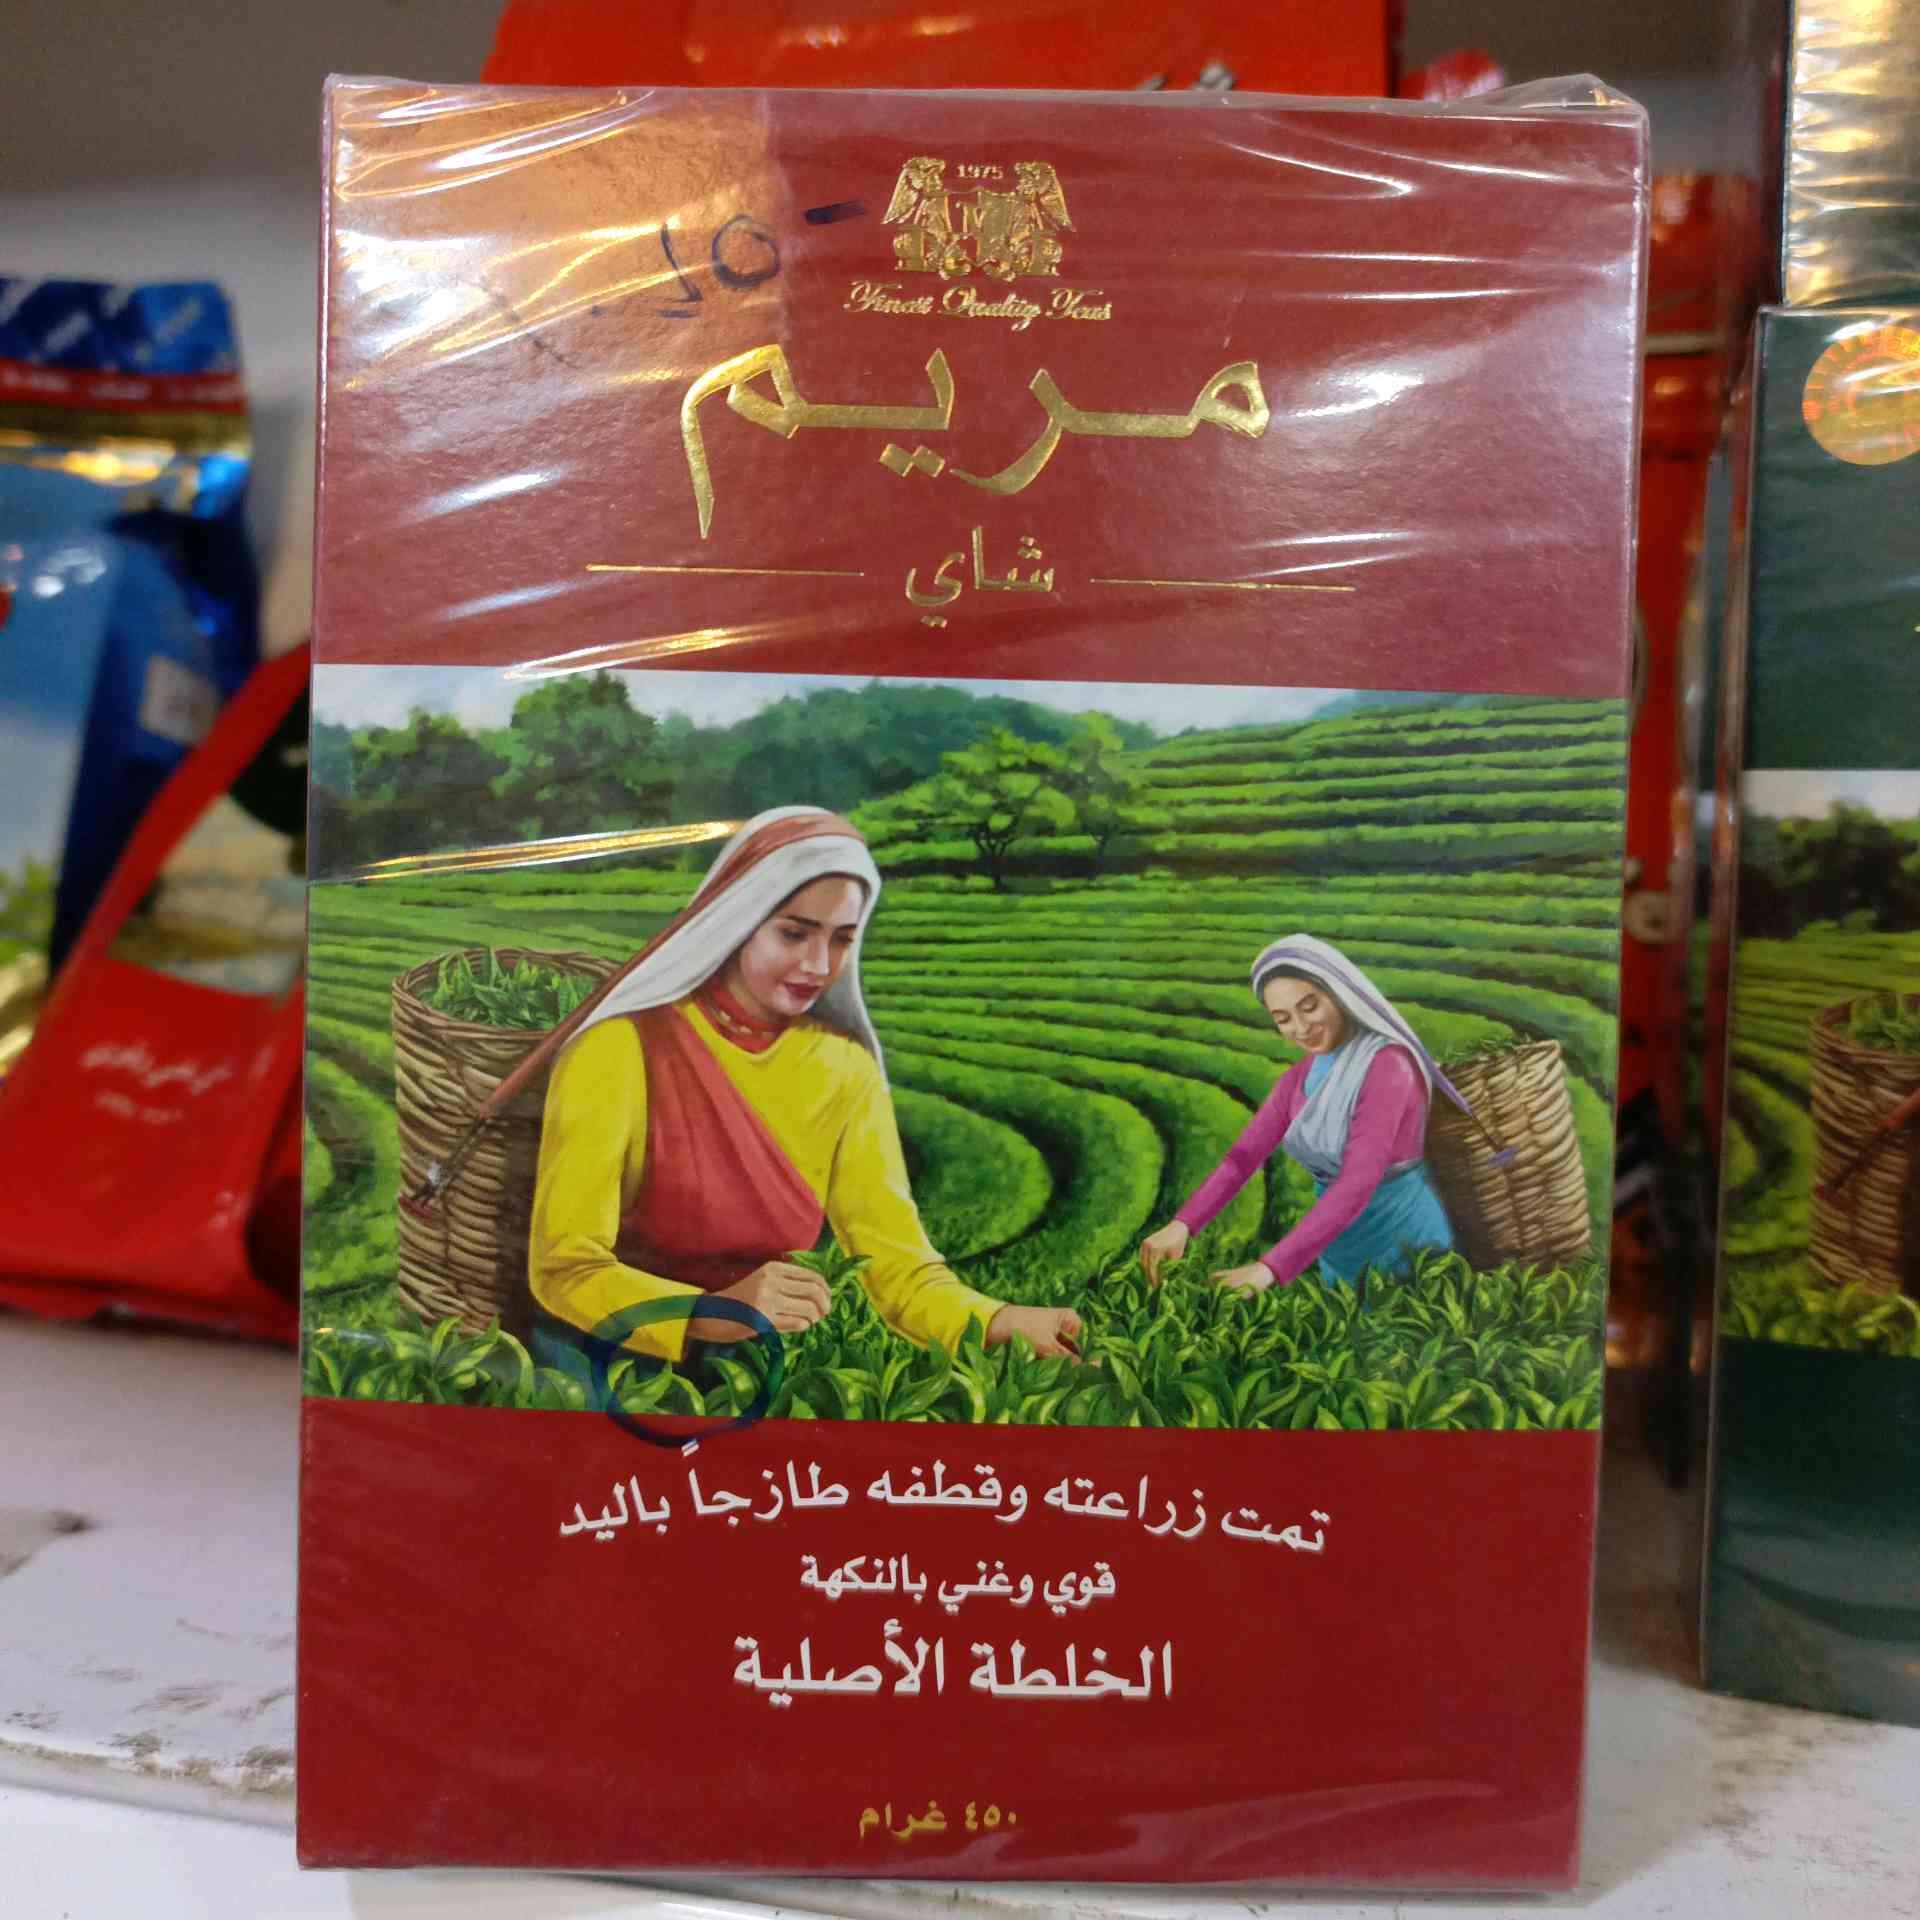 1975
Finest Quality Teas
مريم
شاي
تمت زراعته وقطفه طازجاً باليد
قوي وغني بالنكهة
الخلطة الأصلية
٤٥٠ غرام